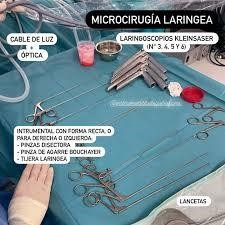 MICROCIRUGÍA LARINGEA
CABLE DE LUZ
+
ÓPTICA
LARINGOSCOPIOS KLEINSASER
(Nº 3, 4, 5 Y 6)
INTRUMENTAL CON FORMA RECTA, O
PARA DERECHA O IZQUIERDA:
- PINZAS DISECTORA
- PINZA DE AGARRE BOUCHAYER
- TIJERA LARINGEA
LANCETAS